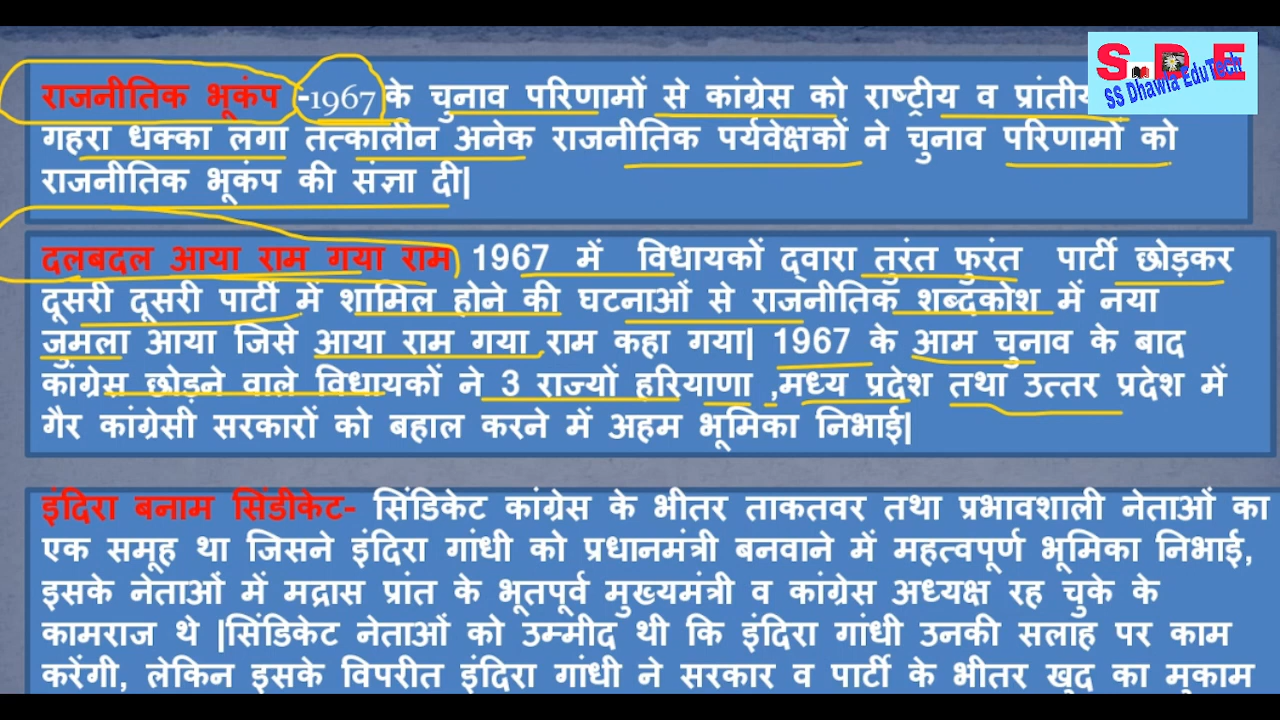 S.D.E
SS Dhawla EduTech
राजनीतिक भूकंप -1967 के चुनाव परिणामों से कांग्रेस को राष्ट्रीय व
गहरा धक्का लगा तत्कालीन अनेक राजनीतिक पर्यवेक्षकों ने चुनाव परिणामों को
राजनीतिक भूकंप की संज्ञा दी|
दलबदल आया राम गया राम 1967 में विधायकों द्वारा तुरंत फुरंत पार्टी छोड़कर
दूसरी दूसरी पार्टी में शामिल होने की घटनाओं से राजनीतिक शब्दकोश में नया
जुमला आया जिसे आया राम गया राम कहा गया| 1967 के आम चुनाव के बाद
कांग्रेस छोड़ने वाले विधायकों ने 3 राज्यों हरियाणा ,मध्य प्रदेश तथा उत्तर प्रदेश में
गैर कांग्रेसी सरकारों को बहाल करने में अहम भूमिका निभाई|
इंदिरा बनाम सिंडीकेट- सिंडिकेट कांग्रेस के भीतर ताकतवर तथा प्रभावशाली नेताओं का
एक समूह था जिसने इंदिरा गांधी को प्रधानमंत्री बनवाने में महत्वपूर्ण भूमिका निभाई,
इसके नेताओं में मद्रास प्रांत के भूतपूर्व मुख्यमंत्री व कांग्रेस अध्यक्ष रह चुके के
कामराज थे |सिंडिकेट नेताओं को उम्मीद थी कि इंदिरा गांधी उनकी सलाह पर काम
करेंगी, लेकिन इसके विपरीत इंदिरा गांधी ने सरकार व पार्टी के भीतर खुद का मुकाम